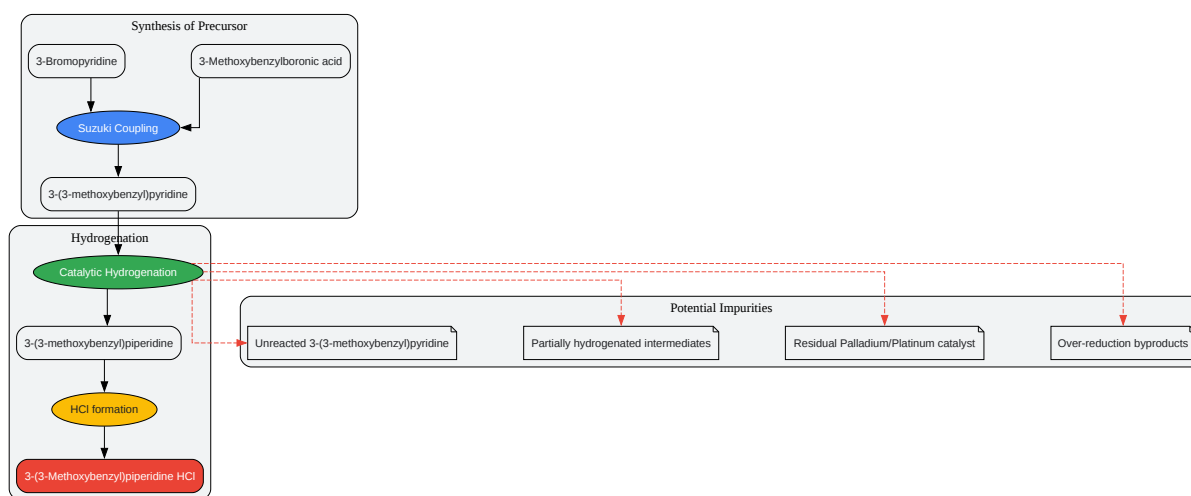 Synthesis of Precursor
3-Bromopyridine
3-Methoxybenzylboronic acid
Suzuki Coupling
3-(3-methoxybenzyl)pyridine
Hydrogenation
Catalytic Hydrogenation
Potential Impurities
3-(3-methoxybenzyl)piperidine
Unreacted 3-(3-methoxybenzyl)pyridine
Partially hydrogenated intermediates
Residual Palladium/Platinum catalyst
Over-reduction byproducts
HCl formation
3-(3-Methoxybenzyl)piperidine HCl